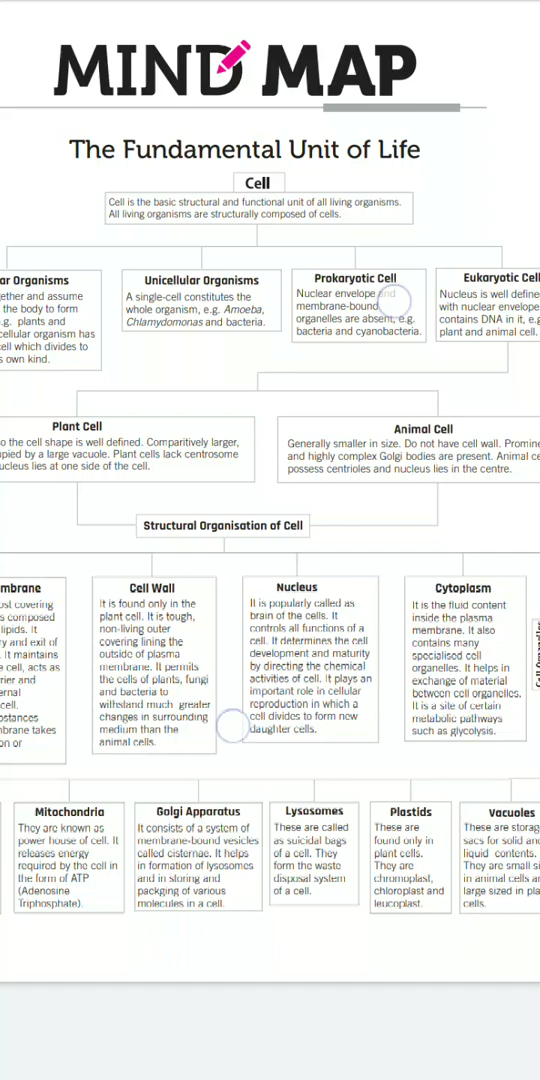 MIND MAP
The Fundamental Unit of Life
Cell
Cell is the basic structural and functional unit of all living organisms.
All living organisms are structurally composed of cells.
ar Organisms
ether and assume
the body to form
.g. plants and
cellular organism has
cell which divides to
s own kind.
Unicellular Organisms
A single-cell constitutes the
whole organism, e.g. Amoeba,
Chlamydomonas and bacteria.
Prokaryotic Cell
Nuclear envelope and
membrane-bound
organelles are absent, e.g.
bacteria and cyanobacteria.
Eukaryotic Cell
Nucleus is well define
with nuclear envelope
contains DNA in it, e.g
plant and animal cell.
Plant Cell
o the cell shape is well defined. Comparitively larger,
upied by a large vacuole. Plant cells lack centrosome
ucleus lies at one side of the cell.
Animal Cell
Generally smaller in size. Do not have cell wall. Promine
and highly complex Golgi bodies are present. Animal ce
possess centrioles and nucleus lies in the centre.
Structural Organisation of Cell
mbrane
ost covering
s composed
lipids. It
ry and exit of
. It maintains
e cell, acts as
rier and
ernal
cell.
ostances
mbrane takes
on or
Cell Wall
It is found only in the
plant cell. It is tough,
non-living outer
covering lining the
outside of plasma
membrane. It permits
the cells of plants, fungi
and bacteria to
withstand much greater
changes in surrounding
medium than the
animal cells.
Nucleus
It is popularly called as
brain of the cells. It
controls all functions of a
cell. It determines the cell
development and maturity
by directing the chemical
activities of cell. It plays an
important role in cellular
reproduction in which a
cell divides to form new
daughter cells.
Cytoplasm
It is the fluid content
inside the plasma
membrane. It also
contains many
specialised cell
organelles. It helps in
exchange of material
between cell organelles.
It is a site of certain
metabolic pathways
such as glycolysis.
Cell Organelles
Mitochondria
They are known as
power house of cell. It
releases energy
required by the cell in
the form of ATP
(Adenosine
Triphosphate).
Golgi Apparatus
It consists of a system of
membrane-bound vesicles
called cisternae. It helps
in formation of lysosomes
and in storing and
packging of various
molecules in a cell.
Lysosomes
These are called
as suicidal bags
of a cell. They
form the waste
disposal system
of a cell.
Plastids
These are
found only in
plant cells.
They are
chromoplast,
chloroplast and
leucoplast.
Vacuoles
These are storag
sacs for solid and
liquid contents.
They are small si
in animal cells an
large sized in pla
cells.